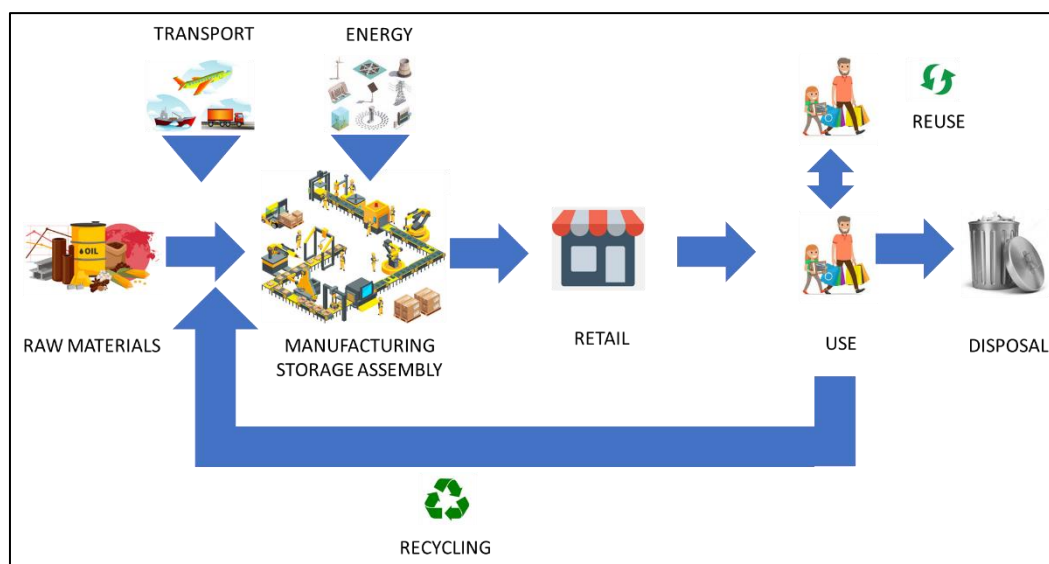 TRANSPORT
ENERGY
REUSE
OIL
RAW MATERIALS
MANUFACTURING
STORAGE ASSEMBLY
RETAIL
USE
DISPOSAL
RECYCLING